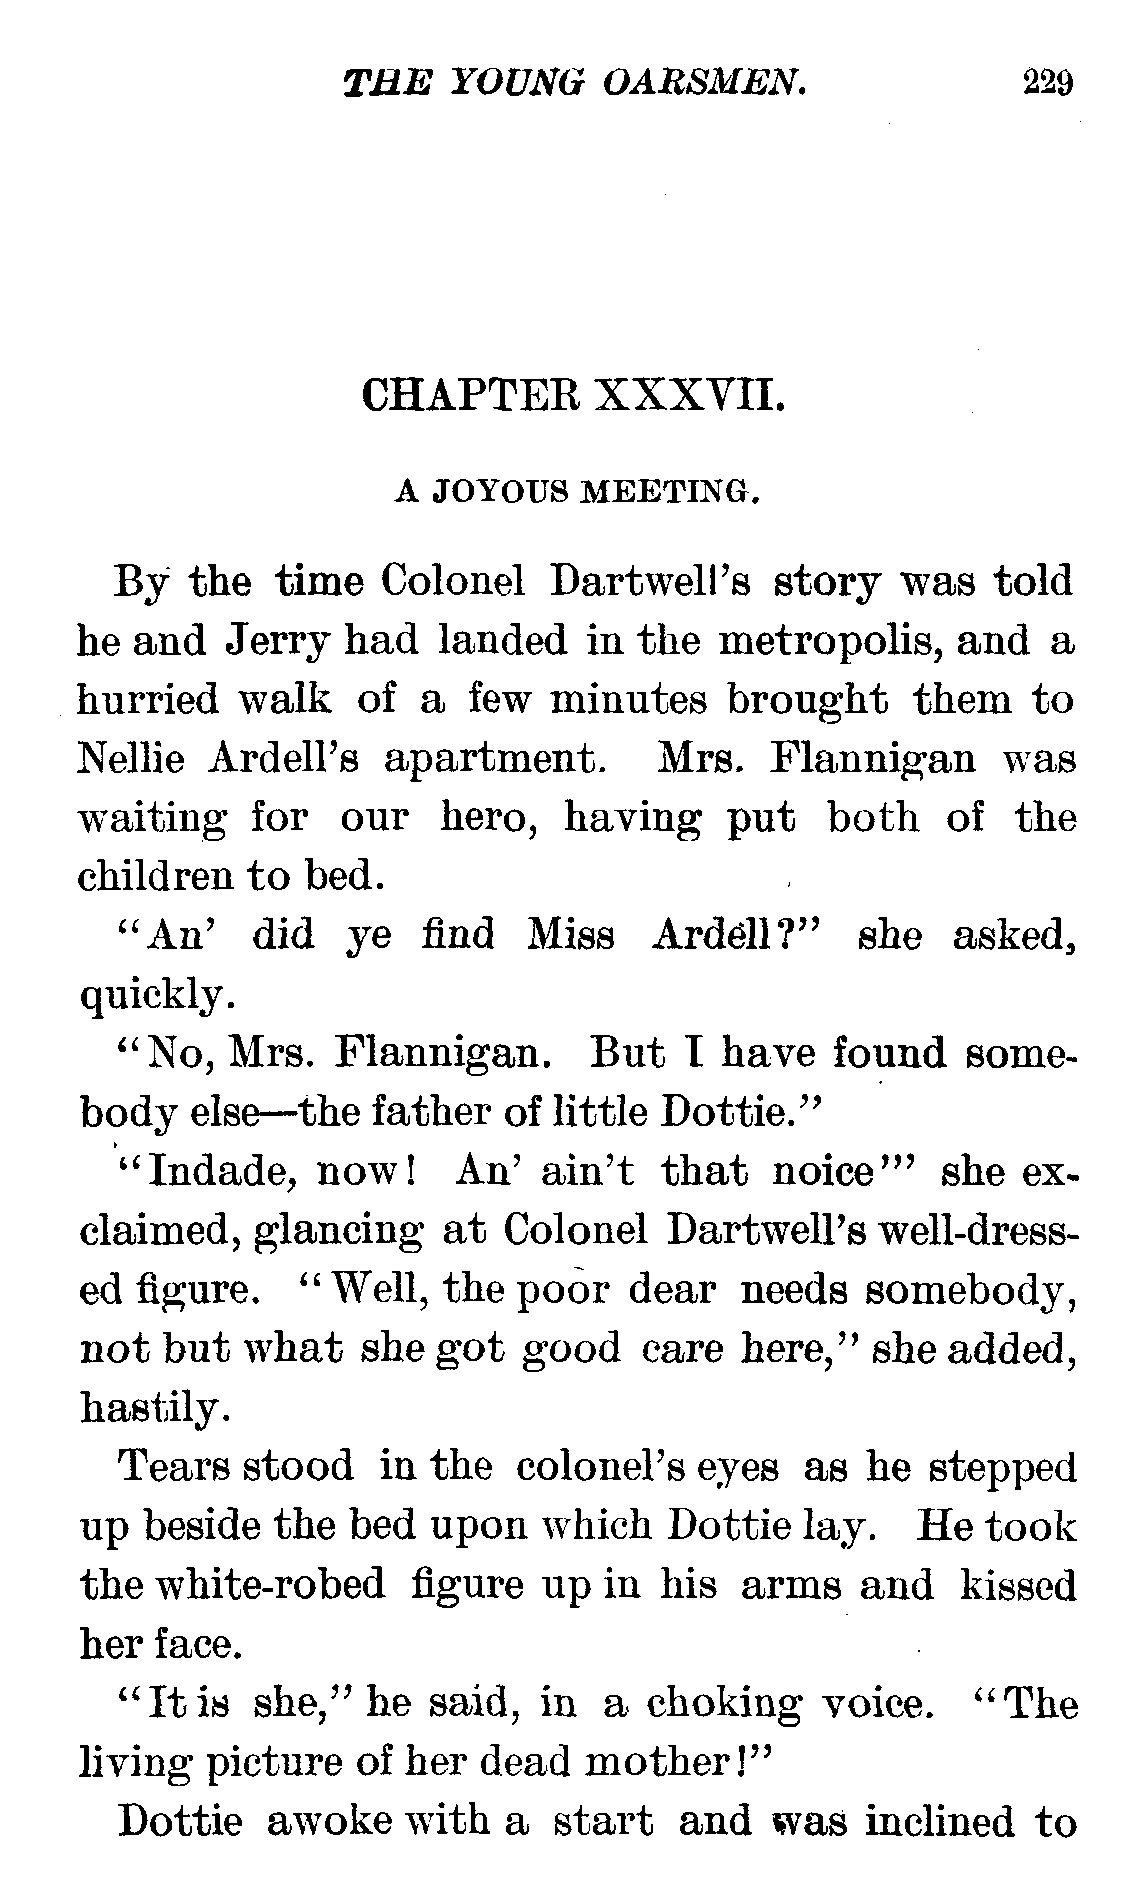 THE YOUNG OARSMEN. 229
CHAPTER XXXVII.
A JOYOUS MEETING.
By the time Colonel Dartwell's story was told
he and Jerry had landed in the metropolis, and a
hurried walk of a few minutes brought them to
Nellie Ardell's apartment. Mrs. Flannigan was
waiting for our hero, having put both of the
children to bed.
"An' did ye find Miss Ardell?" she asked,
quickly.
"No, Mrs. Flannigan. But I have found some-
body else—the father of little Dottie."
"Indade, now! An' ain't that noice'" she ex-
claimed, glancing at Colonel Dartwell's well-dress-
ed figure. "Well, the poor dear needs somebody,
not but what she got good care here," she added,
hastily.
Tears stood in the colonel's eyes as he stepped
up beside the bed upon which Dottie lay. He took
the white-robed figure up in his arms and kissed
her face.
"It is she," he said, in a choking voice. "The
living picture of her dead mother!"
Dottie awoke with a start and was inclined to